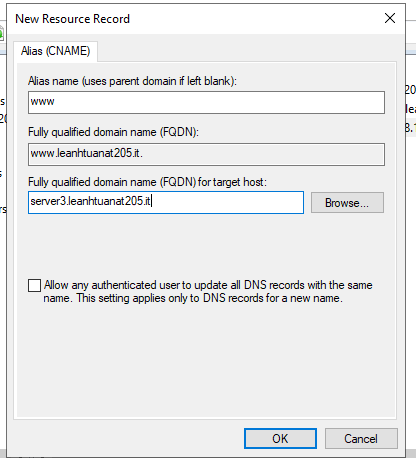 New Resource Record
Alias (CNAME)
Alias name (uses parent domain if left blank):
www
Fully qualified domain name (FQDN):
www.leanhtuanat205.it.
Fully qualified domain name (FQDN) for target host:
server3.leanhtuanat205.it
Browse...
Allow any authenticated user to update all DNS records with the same
name. This setting applies only to DNS records for a new name.
OK
Cancel